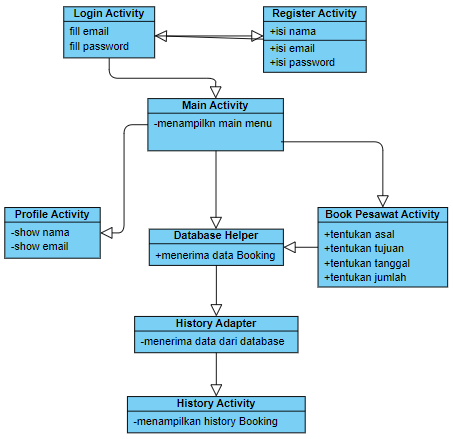 Login Activity
fill email
fill password
Register Activity
+isi nama
+isi email
+isi password
Main Activity
-menampilkn main menu
Profile Activity
-show nama
-show email
Database Helper
+menerima data Booking
Book Pesawat Activity
+tentukan asal
+tentukan tujuan
+tentukan tanggal
+tentukan jumlah
History Adapter
-menerima data dari database
History Activity
-menampilkan history Booking